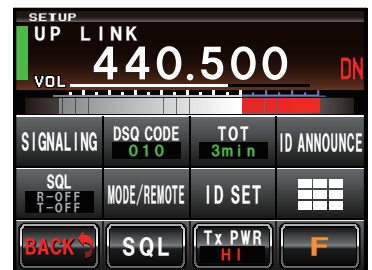 SETUP
UP LINK
440.500
DN
VOL
SIGNALING DSQ CODE TOT ID ANNOUNCE
010 3min
SQL MODE/REMOTE ID SET
R-OFF
T-OFF
BACK SQL Tx PWR F
HI